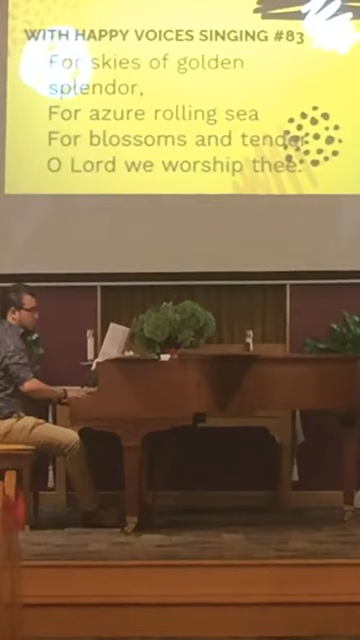 WITH HAPPY VOICES SINGING #83
For skies of golden
splendor,
For azure rolling sea
For blossoms and tender
O Lord we worship thee.